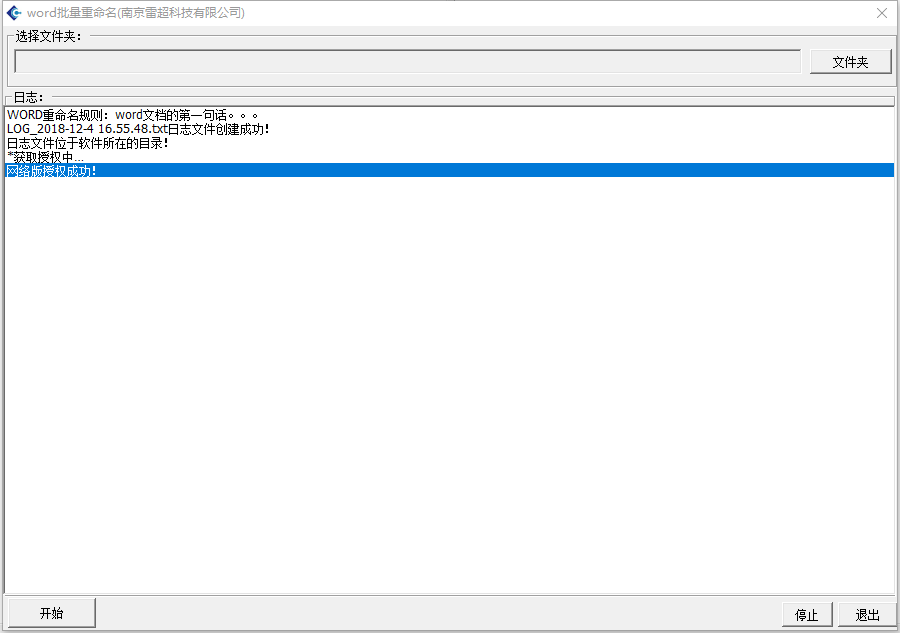 word批量重命名(南京雷超科技有限公司)
选择文件夹：
文件夹
日志：
WORD重命名规则：word文档的第一句话。。。
LOG_2018-12-4 16.55.48.txt日志文件创建成功！
日志文件位于软件所在的目录！
*获取授权中...
网络版授权成功！
开始
停止
退出